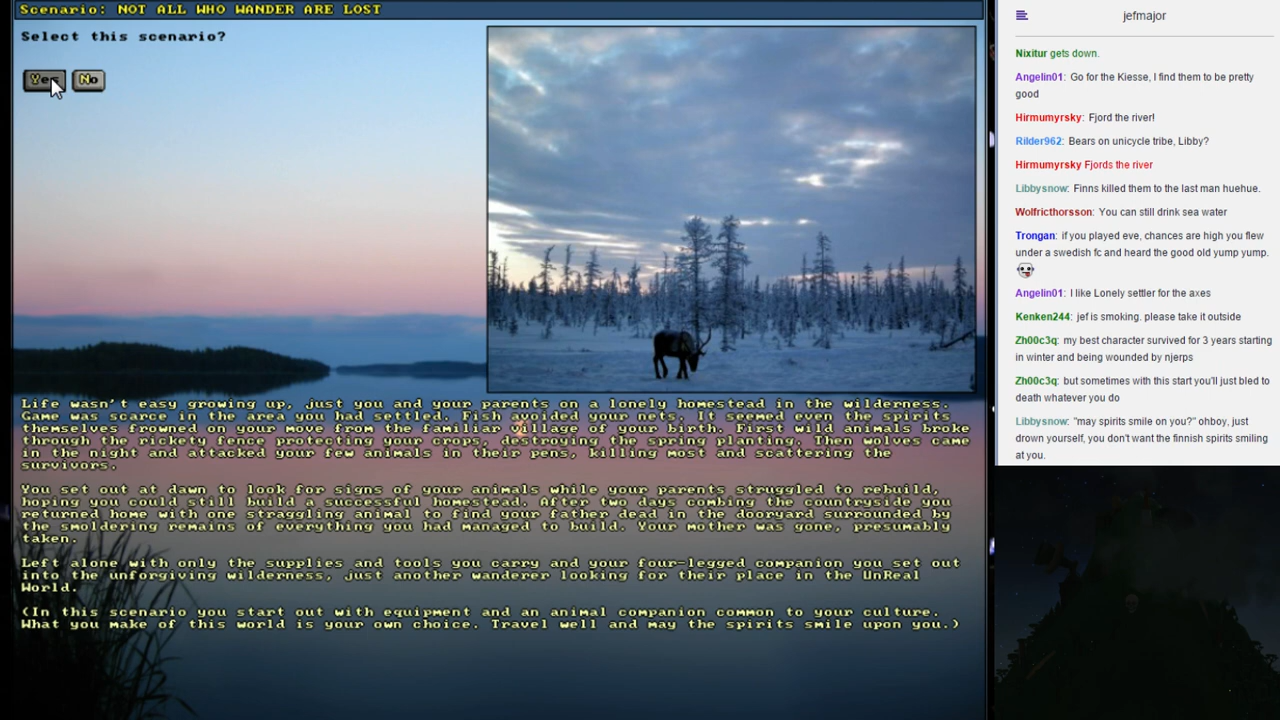 Scenario: NOT ALL WHO WANDER ARE LOST
Select this scenario?
Yes No
Life wasn't easy growing up, just you and your parents on a lonely homestead in the wilderness.
Game was scarce in the area you had settled. Fish avoided your nets. It seemed even the spirits
themselves frowned on your move from the familiar village of your birth. First wild animals broke
through the rickety fence protecting your crops, destroying the spring planting. Then wolves came
in the night and attacked your few animals in their pens, killing most and scattering the
survivors.
You set out at dawn to look for signs of your animals while your parents struggled to rebuild,
hoping you could still build a successful homestead. After two days combing the countryside you
returned home with one straggling animal to find your father dead in the dooryard surrounded by
the smoldering remains of everything you had managed to build. Your mother was gone, presumably
taken.
Left alone with only the supplies and tools you carry and your four-legged companion you set out
into the unforgiving wilderness, just another wanderer looking for their place in the UnReal
World.
(In this scenario you start out with equipment and an animal companion common to your culture.
What you make of this world is your own choice. Travel well and may the spirits smile upon you.)
jefmajor
Nixitur gets down.
Angelin01: Go for the Kiesse, I find them to be pretty
good
Hirmumyrsky: Fjord the river!
Rilder962: Bears on unicycle tribe, Libby?
Hirmumyrsky Fjords the river
Libbysnow: Finns killed them to the last man huehue.
Wolfricthorsson: You can still drink sea water
Trongan: if you played eve, chances are high you flew
under a swedish fc and heard the good old yump yump.
Angelin01: I like Lonely settler for the axes
Kenken244: jef is smoking. please take it outside
Zh00c3q: my best character survived for 3 years starting
in winter and being wounded by njerps
Zh00c3q: but sometimes with this start you'll just bled to
death whatever you do
Libbysnow: "may spirits smile on you?" ohboy, just
drown yourself, you don't want the finnish spirits smiling
at you.